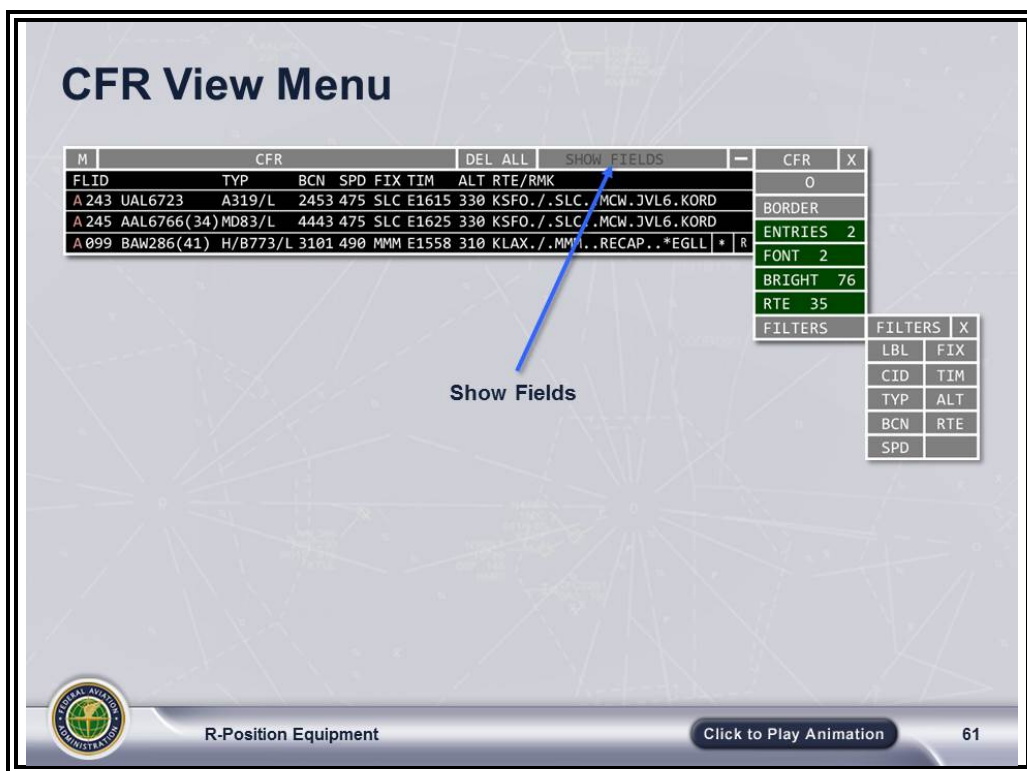 CFR View Menu
M CFR DEL ALL SHOW FIELDS — CFR X
FLID TYP BCN SPD FIX TIM ALT RTE/RMK O
A 243 UAL6723 A319/L 2453 475 SLC E1615 330 KSFO./.SLC..MCW.JVL6.KORD BORDER
A 245 AAL6766(34) MD83/L 4443 475 SLC E1625 330 KSFO./.SLC..MCW.JVL6.KORD ENTRIES 2
A 099 BAW286(41) H/B773/L 3101 490 MMM E1558 310 KLAX./.MMM..RECAP..*EGLL * R
FONT 2
BRIGHT 76
RTE 35
FILTERS FILTERS X
LBL FIX
CID TIM
TYP ALT
BCN RTE
SPD
Show Fields
FEDERAL AVIATION ADMINISTRATION
R-Position Equipment Click to Play Animation 61